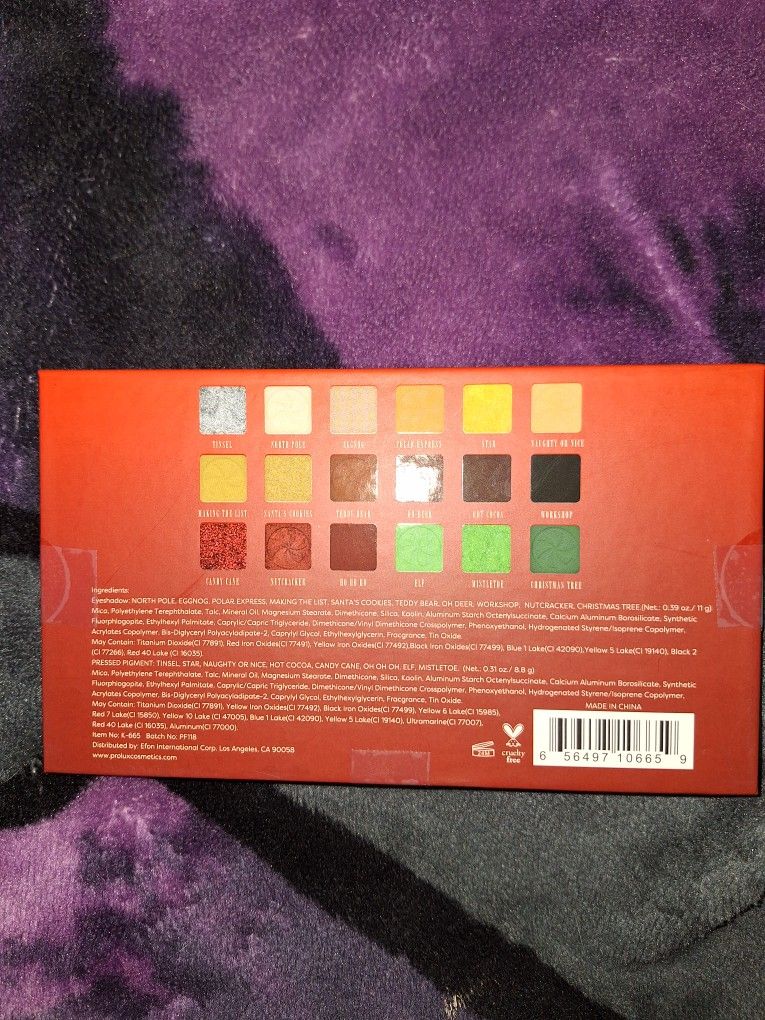 TINSEL NORTH POLE EGGNOG POLAR EXPRESS STAR NAUGHTY OR NICE
MAKING THE LIST SANTA'S COOKIES TEDDY BEAR OH DEER HOT COCOA WORKSHOP
CANDY CANE NUTCRACKER HO HO HO ELF MISTLETOE CHRISTMAS TREE
Ingredients:
Eyeshadow: NORTH POLE, EGGNOG, POLAR EXPRESS, MAKING THE LIST, SANTA'S COOKIES, TEDDY BEAR, OH DEER, WORKSHOP, NUTCRACKER, CHRISTMAS TREE.(Net.: 0.39 oz./ 11 g)
Mica, Polyethylene Terephthalate, Talc, Mineral Oil, Magnesium Stearate, Dimethicone, Silica, Kaolin, Aluminum Starch Octenylsuccinate, Calcium Aluminum Borosilicate, Synthetic
Fluorphlogopite, Ethylhexyl Palmitate, Caprylic/Capric Triglyceride, Dimethicone/Vinyl Dimethicone Crosspolymer, Phenoxyethanol, Hydrogenated Styrene/Isoprene Copolymer,
Acrylates Copolymer, Bis-Diglyceryl Polyacyladipate-2, Caprylyl Glycol, Ethylhexylglycerin, Fracgrance, Tin Oxide.
May Contain: Titanium Dioxide(CI 77891), Red Iron Oxides(CI 77491), Yellow Iron Oxides(CI 77492),Black Iron Oxides(CI 77499), Blue 1 Lake(CI 42090),Yellow 5 Lake(CI 19140), Black 2
(CI 77266), Red 40 Lake (CI 16035).
PRESSED PIGMENT: TINSEL, STAR, NAUGHTY OR NICE, HOT COCOA, CANDY CANE, OH OH OH, ELF, MISTLETOE. (Net.: 0.31 oz./ 8.8 g)
Mica, Polyethylene Terephthalate, Talc, Mineral Oil, Magnesium Stearate, Dimethicone, Silica, Kaolin, Aluminum Starch Octenylsuccinate, Calcium Aluminum Borosilicate, Synthetic
Fluorphlogopite, Ethylhexyl Palmitate, Caprylic/Capric Triglyceride, Dimethicone/Vinyl Dimethicone Crosspolymer, Phenoxyethanol, Hydrogenated Styrene/Isoprene Copolymer,
Acrylates Copolymer, Bis-Diglyceryl Polyacyladipate-2, Caprylyl Glycol, Ethylhexylglycerin, Fracgrance, Tin Oxide.
May Contain: Titanium Dioxide(CI 77891), Yellow Iron Oxides(CI 77492), Black Iron Oxides(CI 77499), Yellow 6 Lake(CI 15985),
Red 7 Lake(CI 15850), Yellow 10 Lake(CI 47005), Blue 1 Lake(CI 42090), Yellow 5 Lake(CI 19140), Ultramarine(CI 77007),
Red 40 Lake (CI 16035), Aluminum(CI 77000).
Item No: K-665 Batch No: PF118
Distributed by: Efon International Corp. Los Angeles, CA 90058
www.proluxcosmetics.com
24M
cruelty
free
MADE IN CHINA
6 56497 10665 9